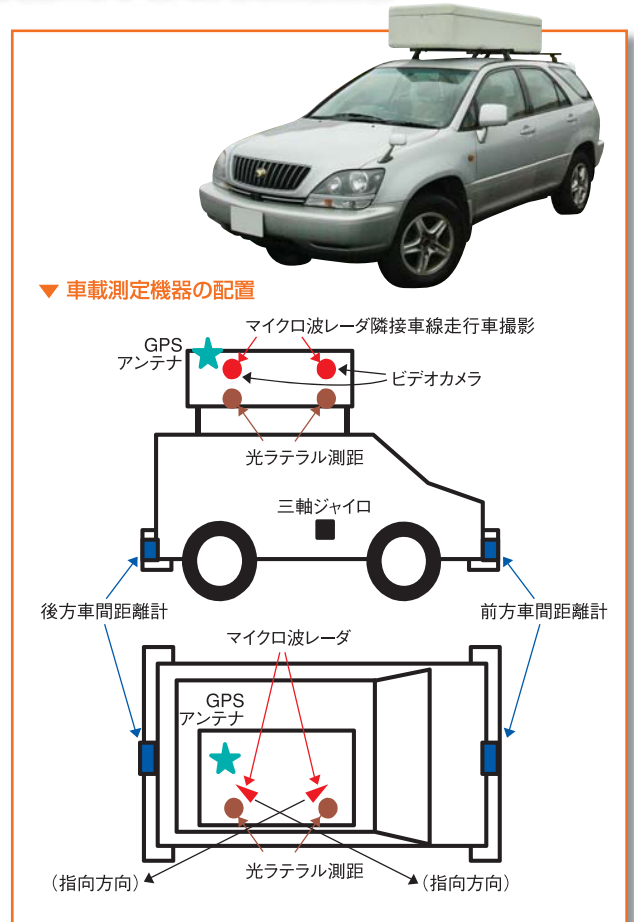 ▼ 車載測定機器の配置
マイクロ波レーダ隣接車線走行車撮影
GPS
アンテナ
ビデオカメラ
光ラテラル測距
三軸ジャイロ
後方車間距離計
前方車間距離計
マイクロ波レーダ
GPS
アンテナ
光ラテラル測距
（指向方向）
（指向方向）